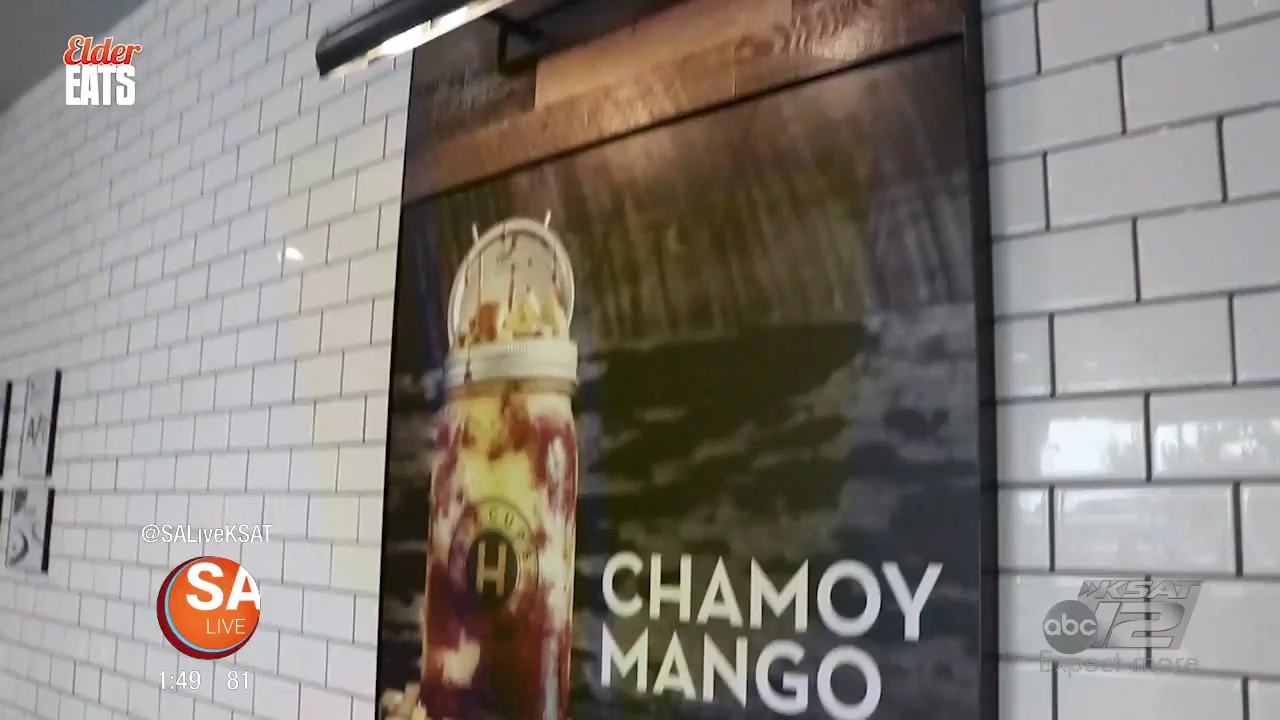 Elder
EATS
H
CHAMOY
MANGO
@SALiveKSAT
SA
LIVE
1:49 81°
KSAT
abc 12
Expect more